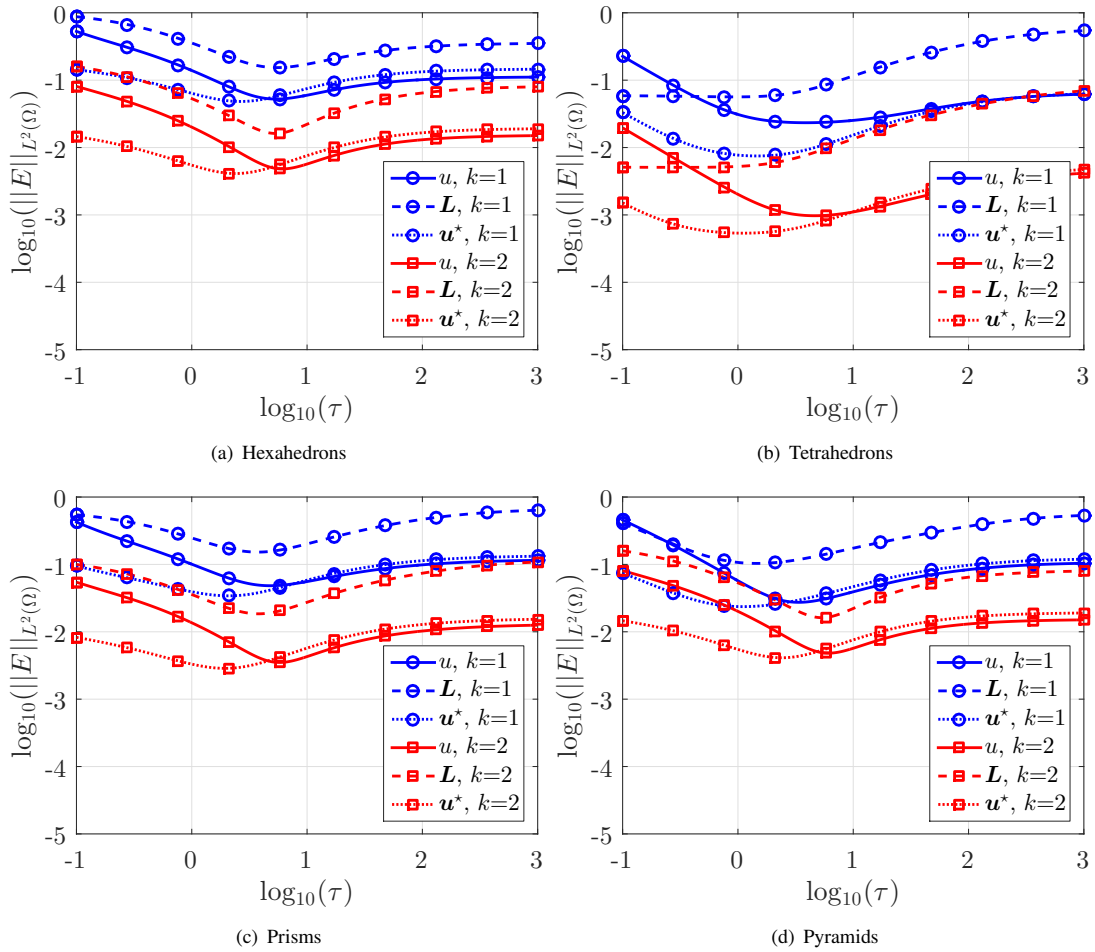 0
-1
-2
-3
-4
-5
-1
0
1
2
3
log10(||E||L2(Ω))
log10(τ)
u, k=1
L, k=1
u⋆, k=1
u, k=2
L, k=2
u⋆, k=2
(a) Hexahedrons
0
-1
-2
-3
-4
-5
-1
0
1
2
3
log10(||E||L2(Ω))
log10(τ)
u, k=1
L, k=1
u⋆, k=1
u, k=2
L, k=2
u⋆, k=2
(b) Tetrahedrons
0
-1
-2
-3
-4
-5
-1
0
1
2
3
log10(||E||L2(Ω))
log10(τ)
u, k=1
L, k=1
u⋆, k=1
u, k=2
L, k=2
u⋆, k=2
(c) Prisms
0
-1
-2
-3
-4
-5
-1
0
1
2
3
log10(||E||L2(Ω))
log10(τ)
u, k=1
L, k=1
u⋆, k=1
u, k=2
L, k=2
u⋆, k=2
(d) Pyramids